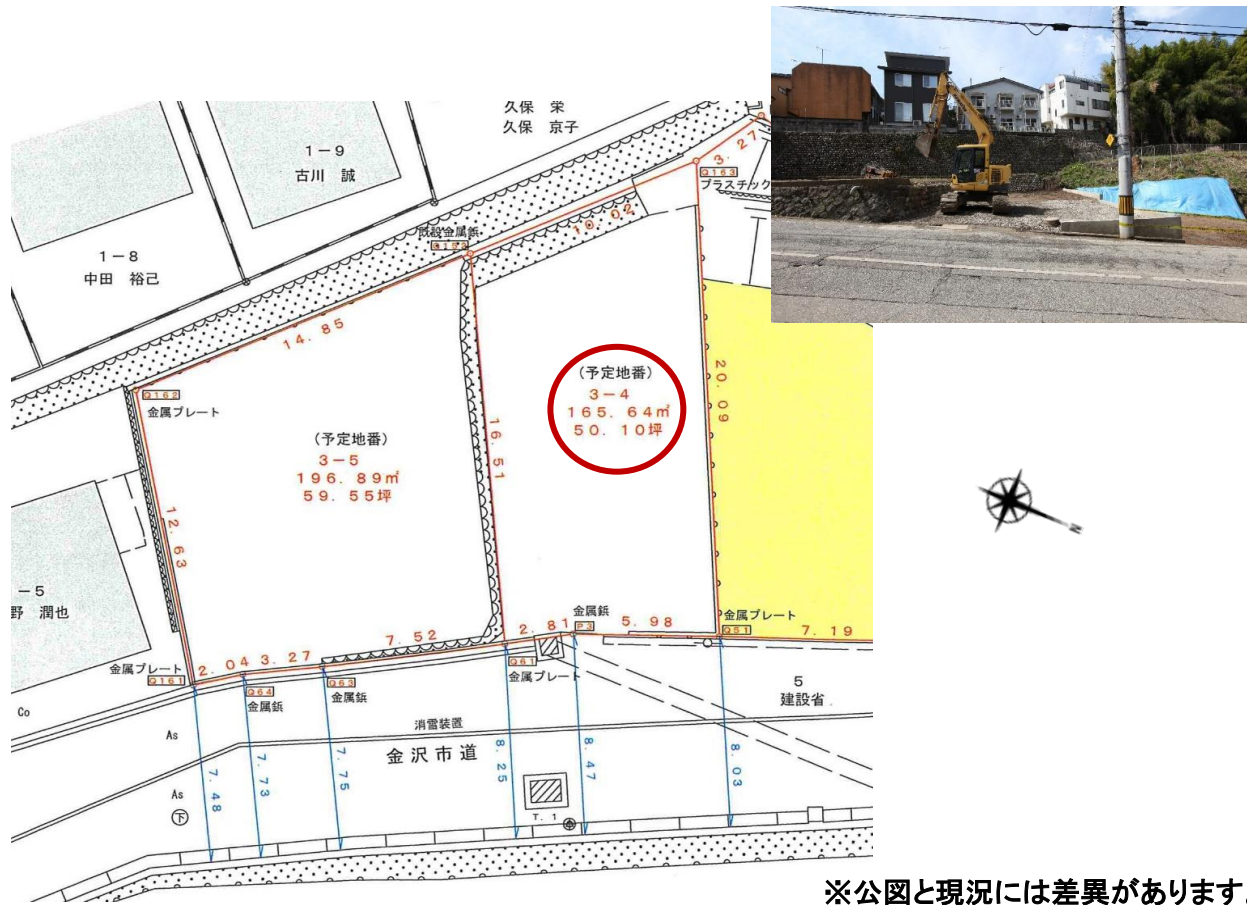 久保 栄
久保 京子
1-9
古川 誠
3.27
Q163
プラスチック
1-8
中田 裕己
既設金属鋲
10.02
14.85
Q162
金属プレート
(予定地番)
3-4
165.64㎡
50.10坪
20.09
16.51
(予定地番)
3-5
196.89㎡
59.55坪
12.63
-5
野 潤也
金属鋲
P3
2.81
5.98
金属プレート
Q51
7.19
7.52
金属プレート
Q161
2.04
3.27
Q64
金属鋲
Q63
金属鋲
Q61
金属プレート
5
建設省
Co
As
消雪装置
金沢市道
7.48
7.73
7.75
8.25
8.47
8.03
As
下
T.1
N
※公図と現況には差異があります。